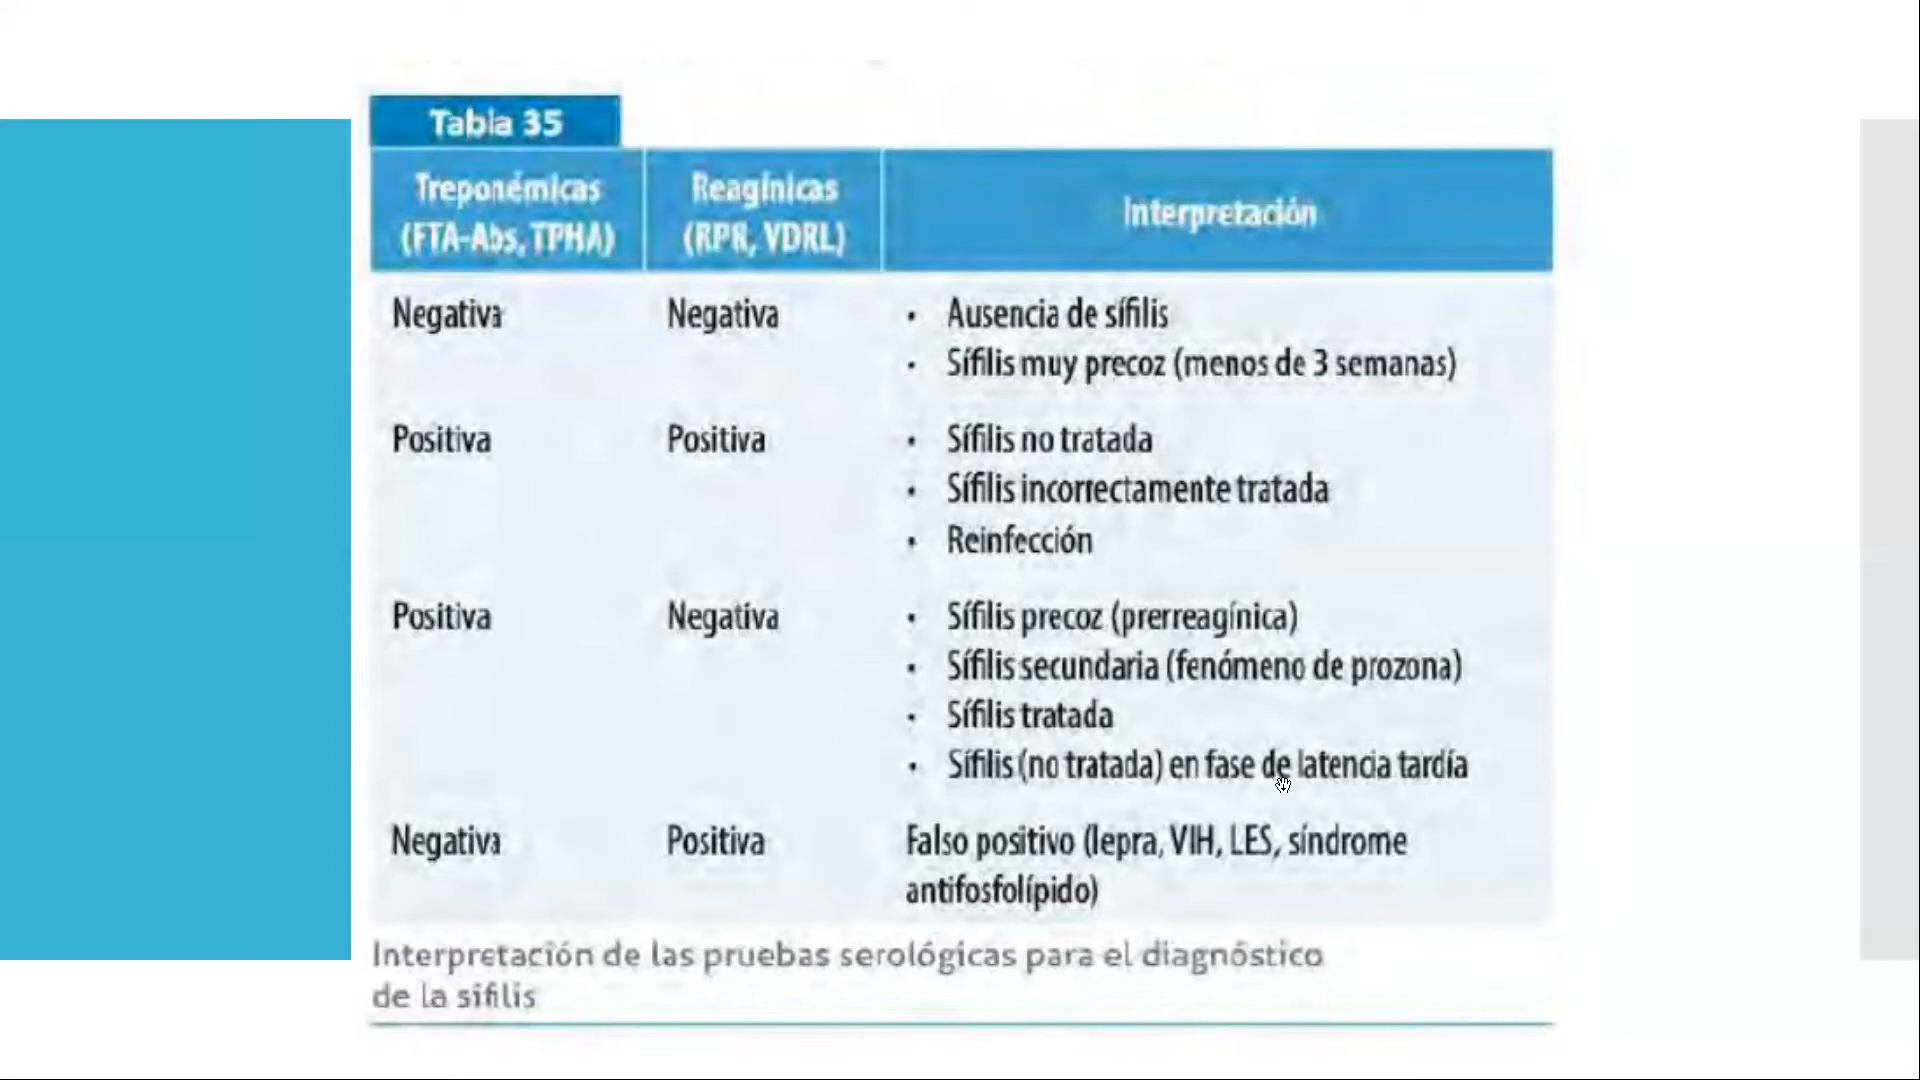 Tabla 35
Treponémicas
(FTA-Abs, TPHA)
Reagínicas
(RPR, VDRL)
Interpretación
Negativa
Negativa
• Ausencia de sífilis
• Sífilis muy precoz (menos de 3 semanas)
Positiva
Positiva
• Sífilis no tratada
• Sífilis incorrectamente tratada
• Reinfección
Positiva
Negativa
• Sífilis precoz (prerreagínica)
• Sífilis secundaria (fenómeno de prozona)
• Sífilis tratada
• Sífilis (no tratada) en fase de latencia tardía
Negativa
Positiva
Falso positivo (lepra, VIH, LES, síndrome
antifosfolípido)
Interpretación de las pruebas serológicas para el diagnóstico
de la sífilis